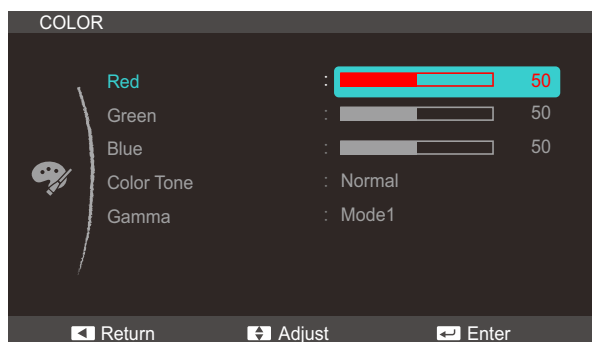 COLOR
Red : 50
Green : 50
Blue : 50
Color Tone : Normal
Gamma : Mode1
Return Adjust Enter